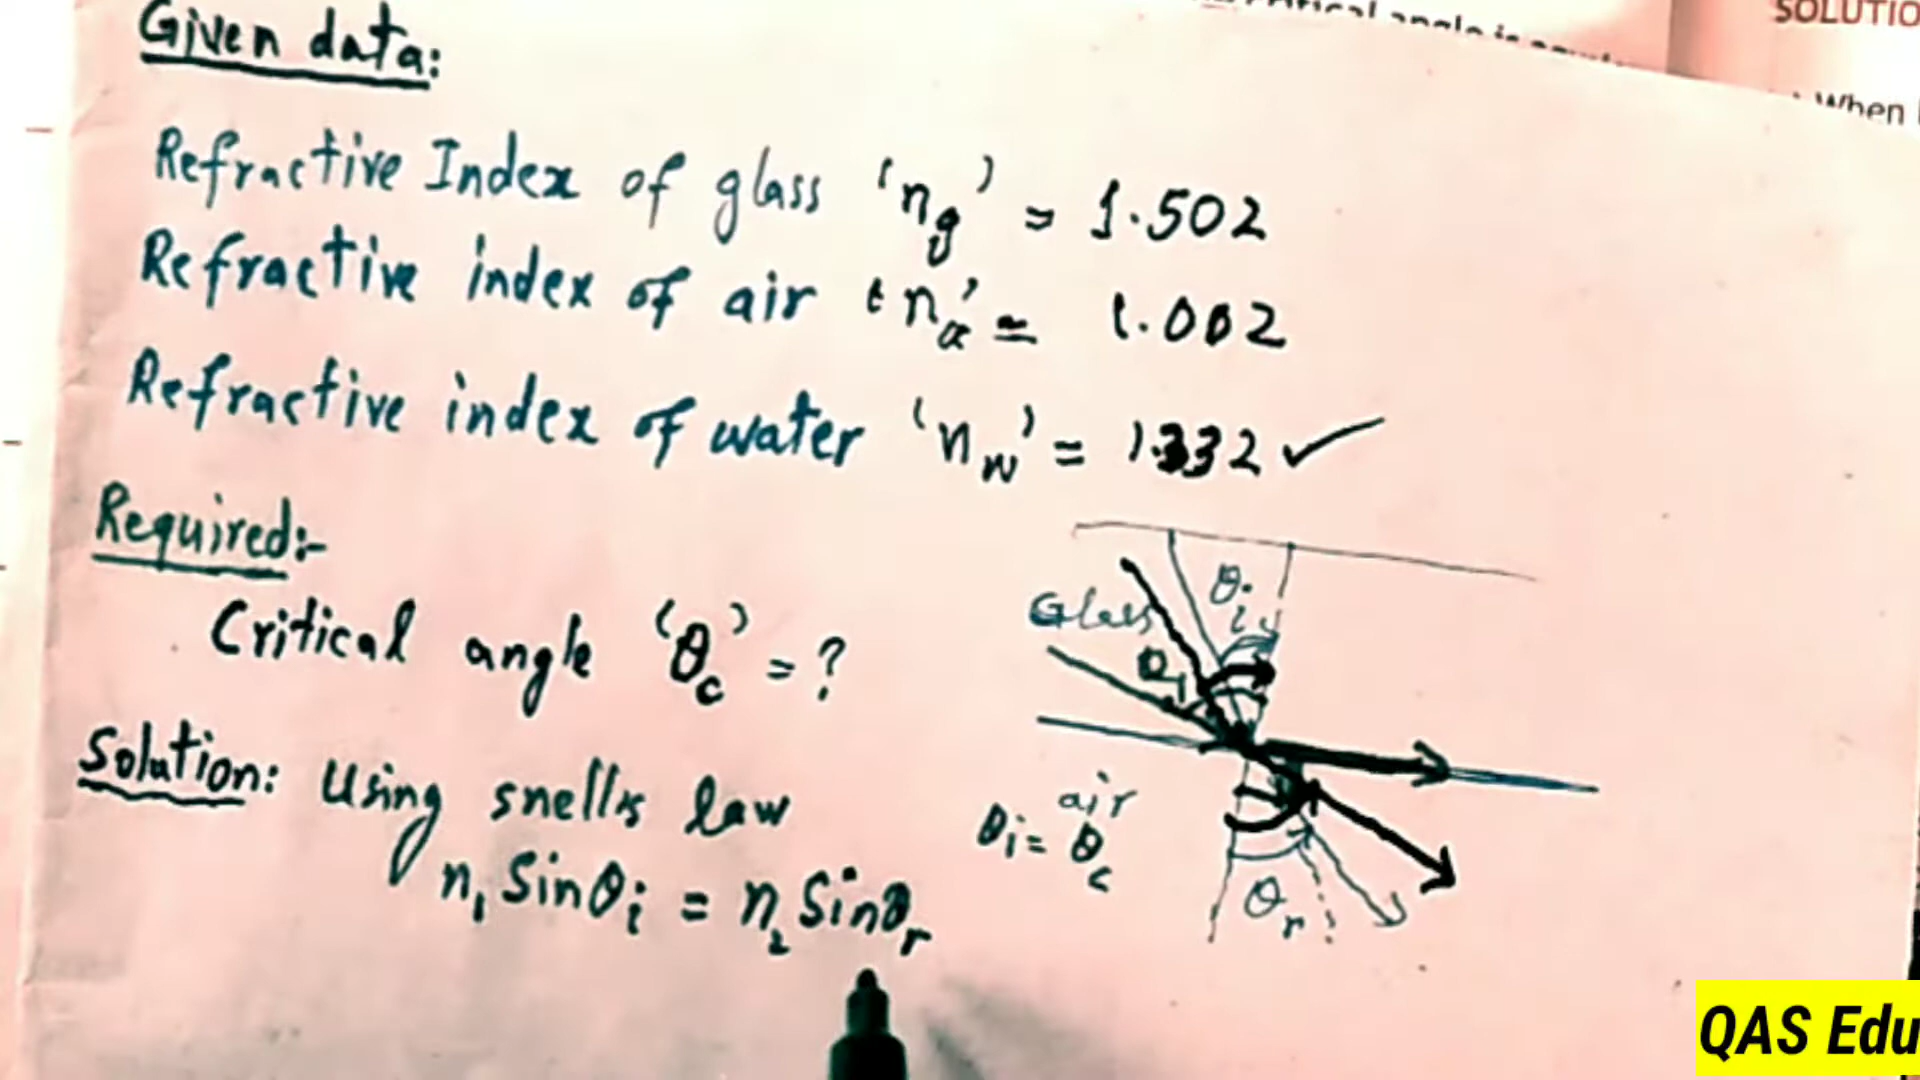 SOLUTIO
When
Given data:
Refractive Index of glass 'ng' = 1.502
Refractive index of air 'na' = 1.002
Refractive index of water 'nw' = 1.332 ✓
Required:-
Critical angle 'θc' = ?
Solution: Using snell's law
n₁ Sinθi = n₂ Sinθr
Glass
θi
θ1
air
θi = θc
θr
QAS Edu